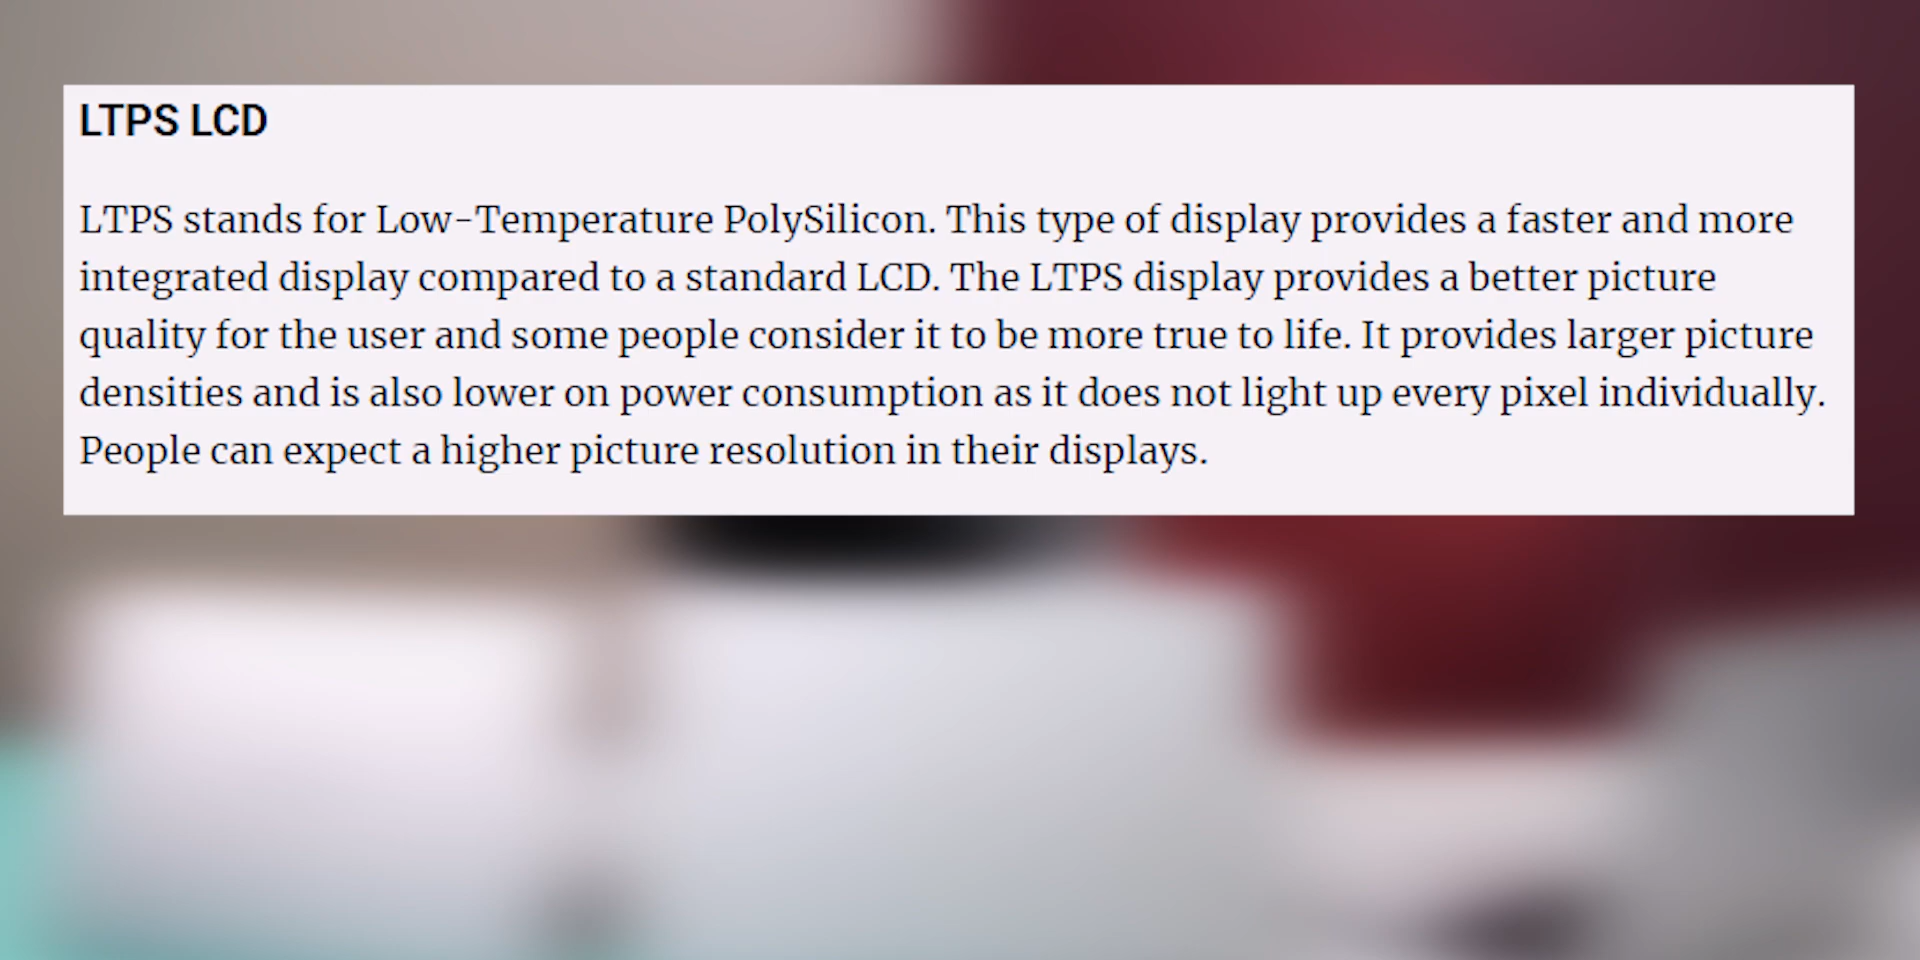 LTPS LCD
LTPS stands for Low-Temperature PolySilicon. This type of display provides a faster and more
integrated display compared to a standard LCD. The LTPS display provides a better picture
quality for the user and some people consider it to be more true to life. It provides larger picture
densities and is also lower on power consumption as it does not light up every pixel individually.
People can expect a higher picture resolution in their displays.